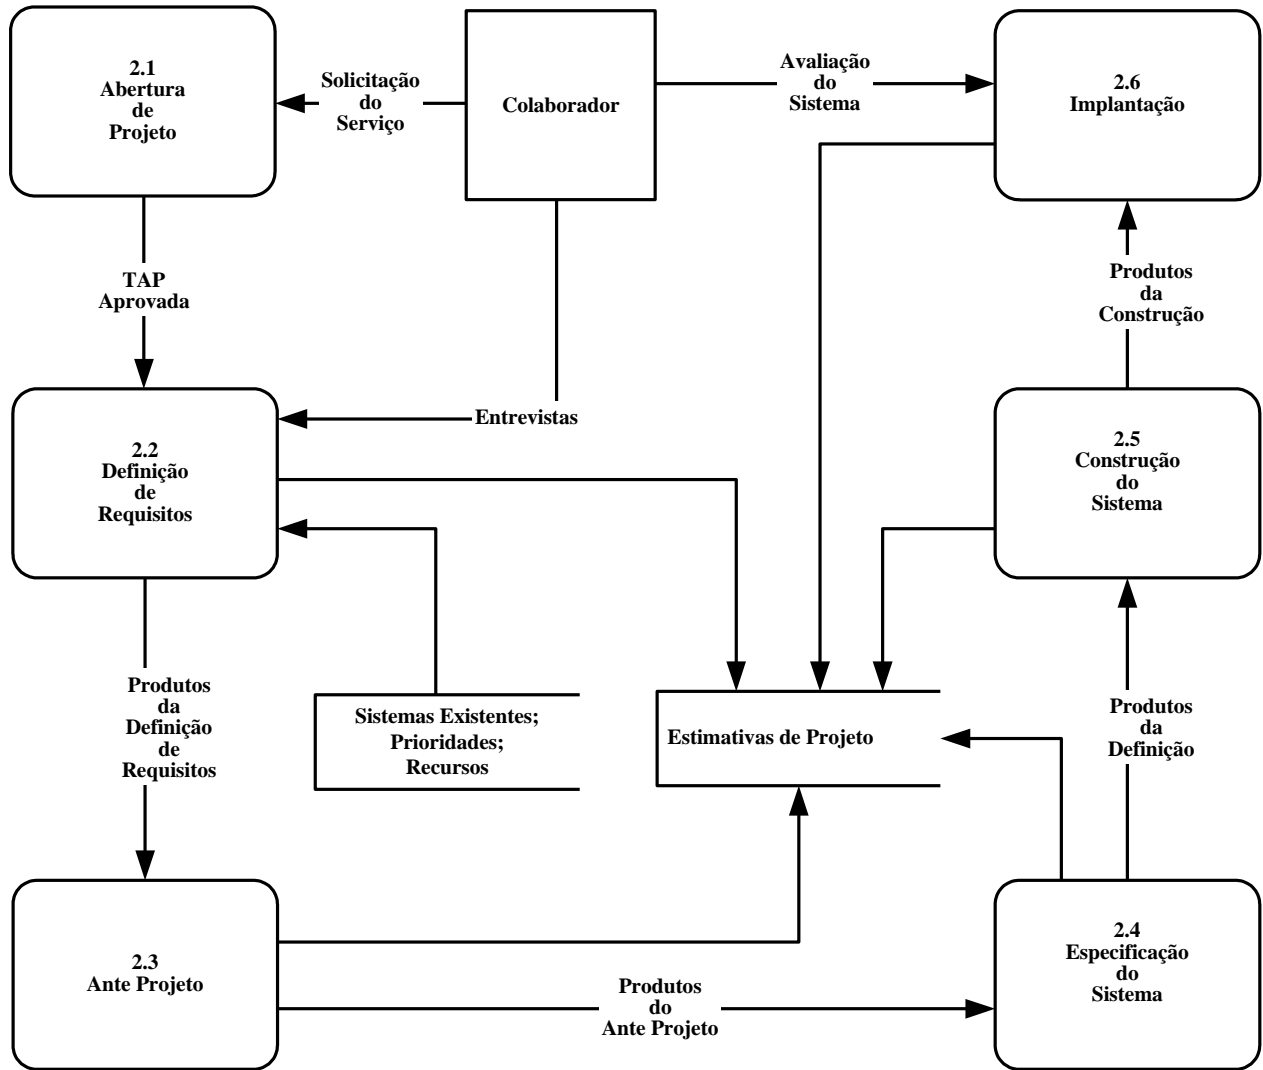 2.1
Abertura
de
Projeto
Solicitação
do
Serviço
Colaborador
Avaliação
do
Sistema
2.6
Implantação
TAP
Aprovada
Produtos
da
Construção
Entrevistas
2.2
Definição
de
Requisitos
2.5
Construção
do
Sistema
Produtos
da
Definição
de
Requisitos
Sistemas Existentes;
Prioridades;
Recursos
Estimativas de Projeto
Produtos
da
Definição
2.3
Ante Projeto
Produtos
do
Ante Projeto
2.4
Especificação
do
Sistema